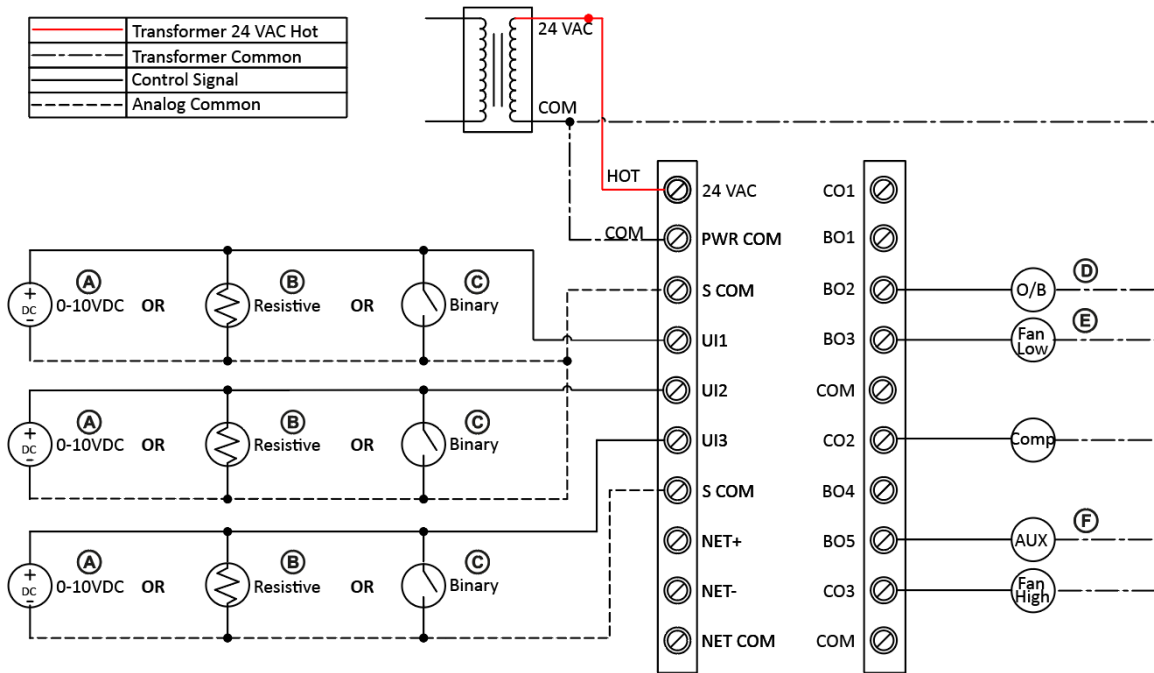 Transformer 24 VAC Hot
Transformer Common
Control Signal
Analog Common
24 VAC
COM
HOT
COM
24 VAC
PWR COM
S COM
UI1
UI2
UI3
S COM
NET+
NET-
NET COM
CO1
BO1
BO2
BO3
COM
CO2
BO4
BO5
CO3
COM
A
+
DC
-
0-10VDC OR
B
Resistive OR
C
Binary
A
+
DC
-
0-10VDC OR
B
Resistive OR
C
Binary
A
+
DC
-
0-10VDC OR
B
Resistive OR
C
Binary
O/B
D
Fan
Low
E
Comp
AUX
F
Fan
High